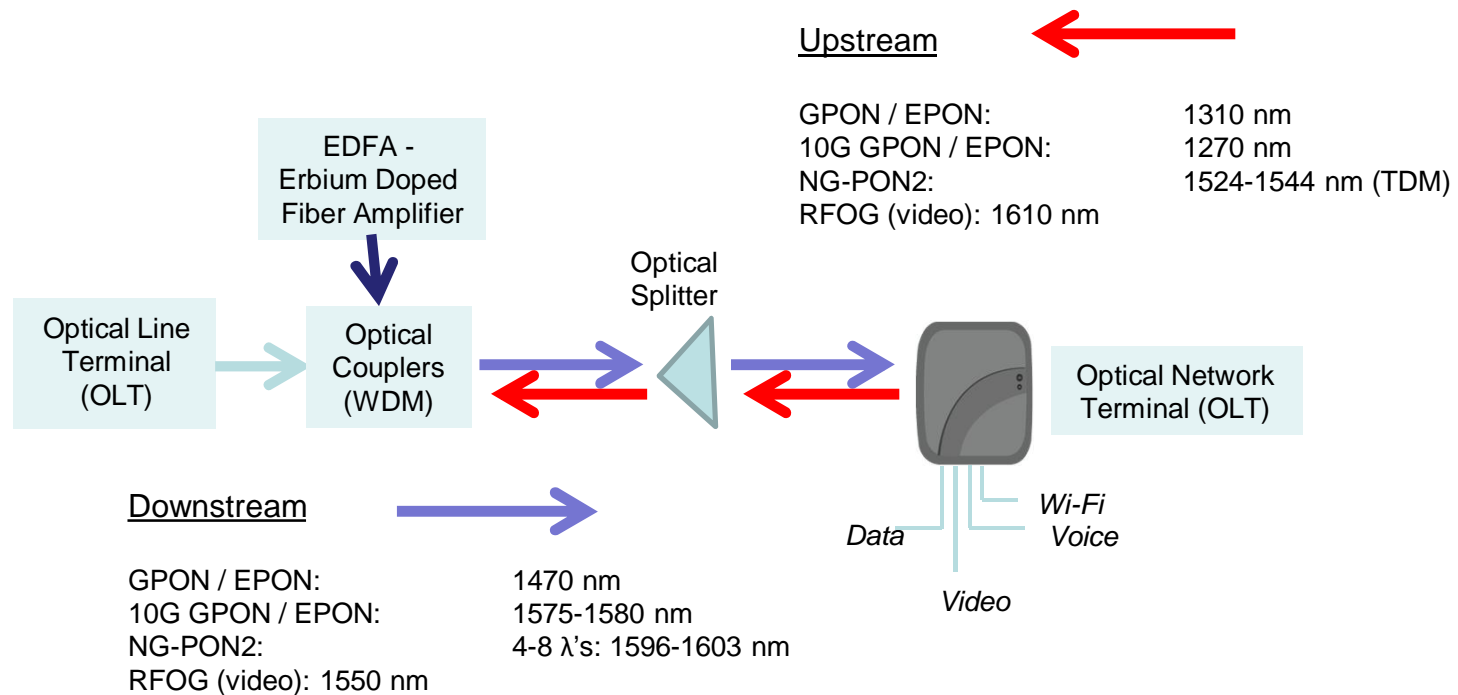 Upstream
GPON / EPON: 1310 nm
10G GPON / EPON: 1270 nm
NG-PON2: 1524-1544 nm (TDM)
RFOG (video): 1610 nm
EDFA -
Erbium Doped
Fiber Amplifier
Optical Line
Terminal
(OLT)
Optical
Couplers
(WDM)
Optical
Splitter
Optical Network
Terminal (OLT)
Wi-Fi
Data
Voice
Video
Downstream
GPON / EPON: 1470 nm
10G GPON / EPON: 1575-1580 nm
NG-PON2: 4-8 λ's: 1596-1603 nm
RFOG (video): 1550 nm